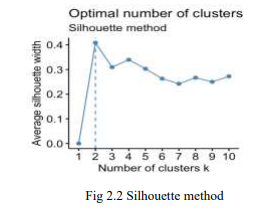 Optimal number of clusters
Silhouette method
Average silhouette width
0.4
0.3
0.2
0.1
0.0
1 2 3 4 5 6 7 8 9 10
Number of clusters k
Fig 2.2 Silhouette method